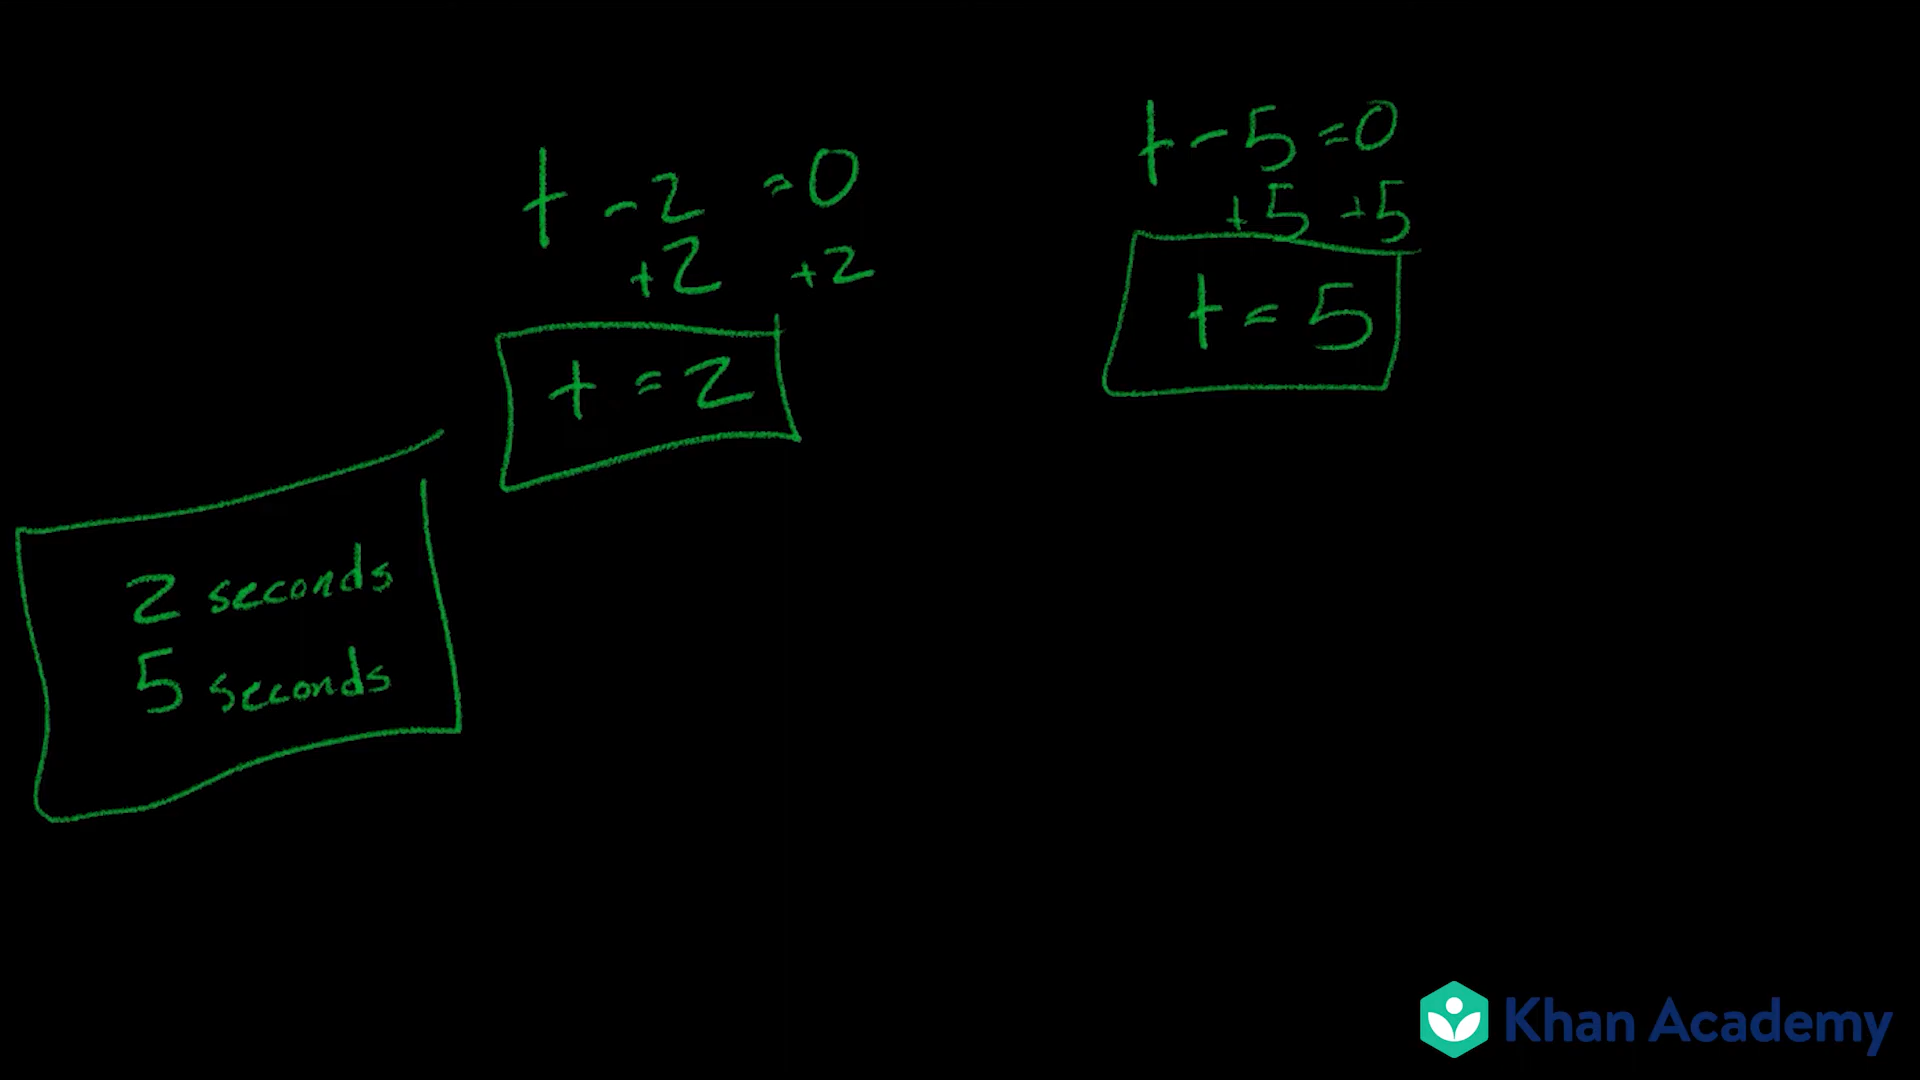 t - 2 = 0
+2 +2
t = 2
t - 5 = 0
+5 +5
t = 5
2 seconds
5 seconds
Khan Academy